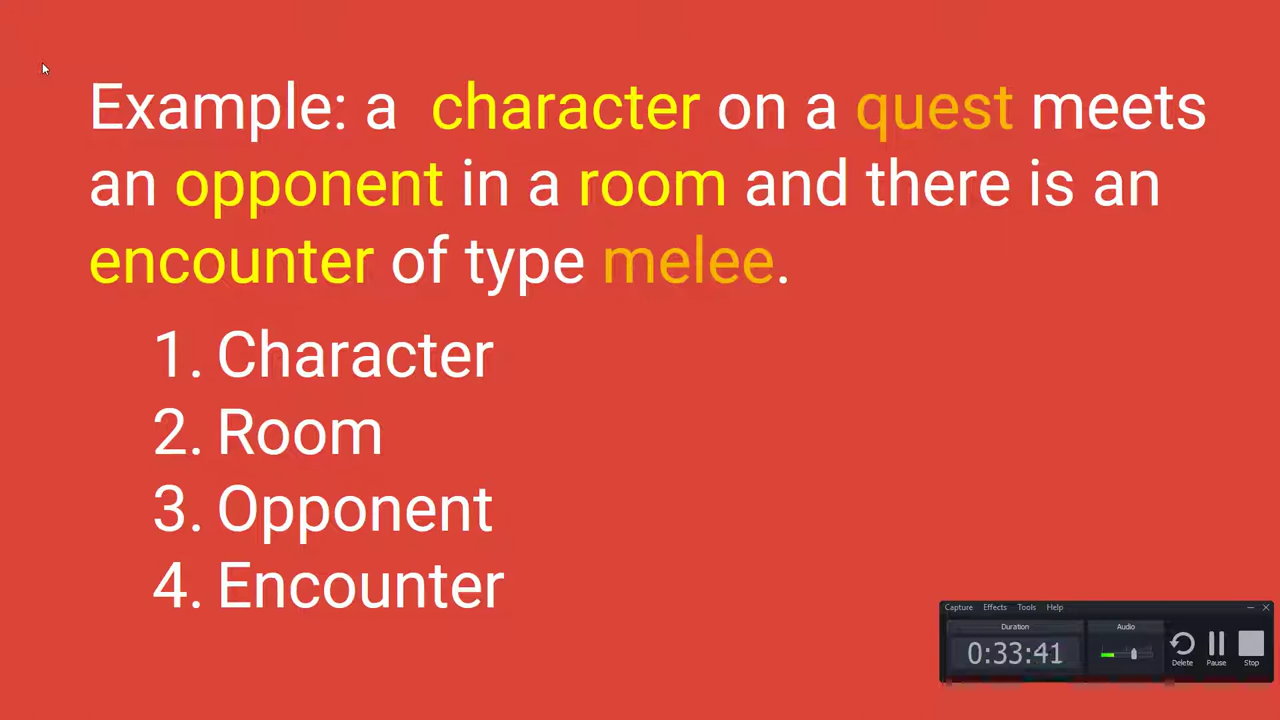 Example: a character on a quest meets
an opponent in a room and there is an
encounter of type melee.
1. Character
2. Room
3. Opponent
4. Encounter
Capture Effects Tools Help
Duration Audio
0:33:41
Delete Pause Stop